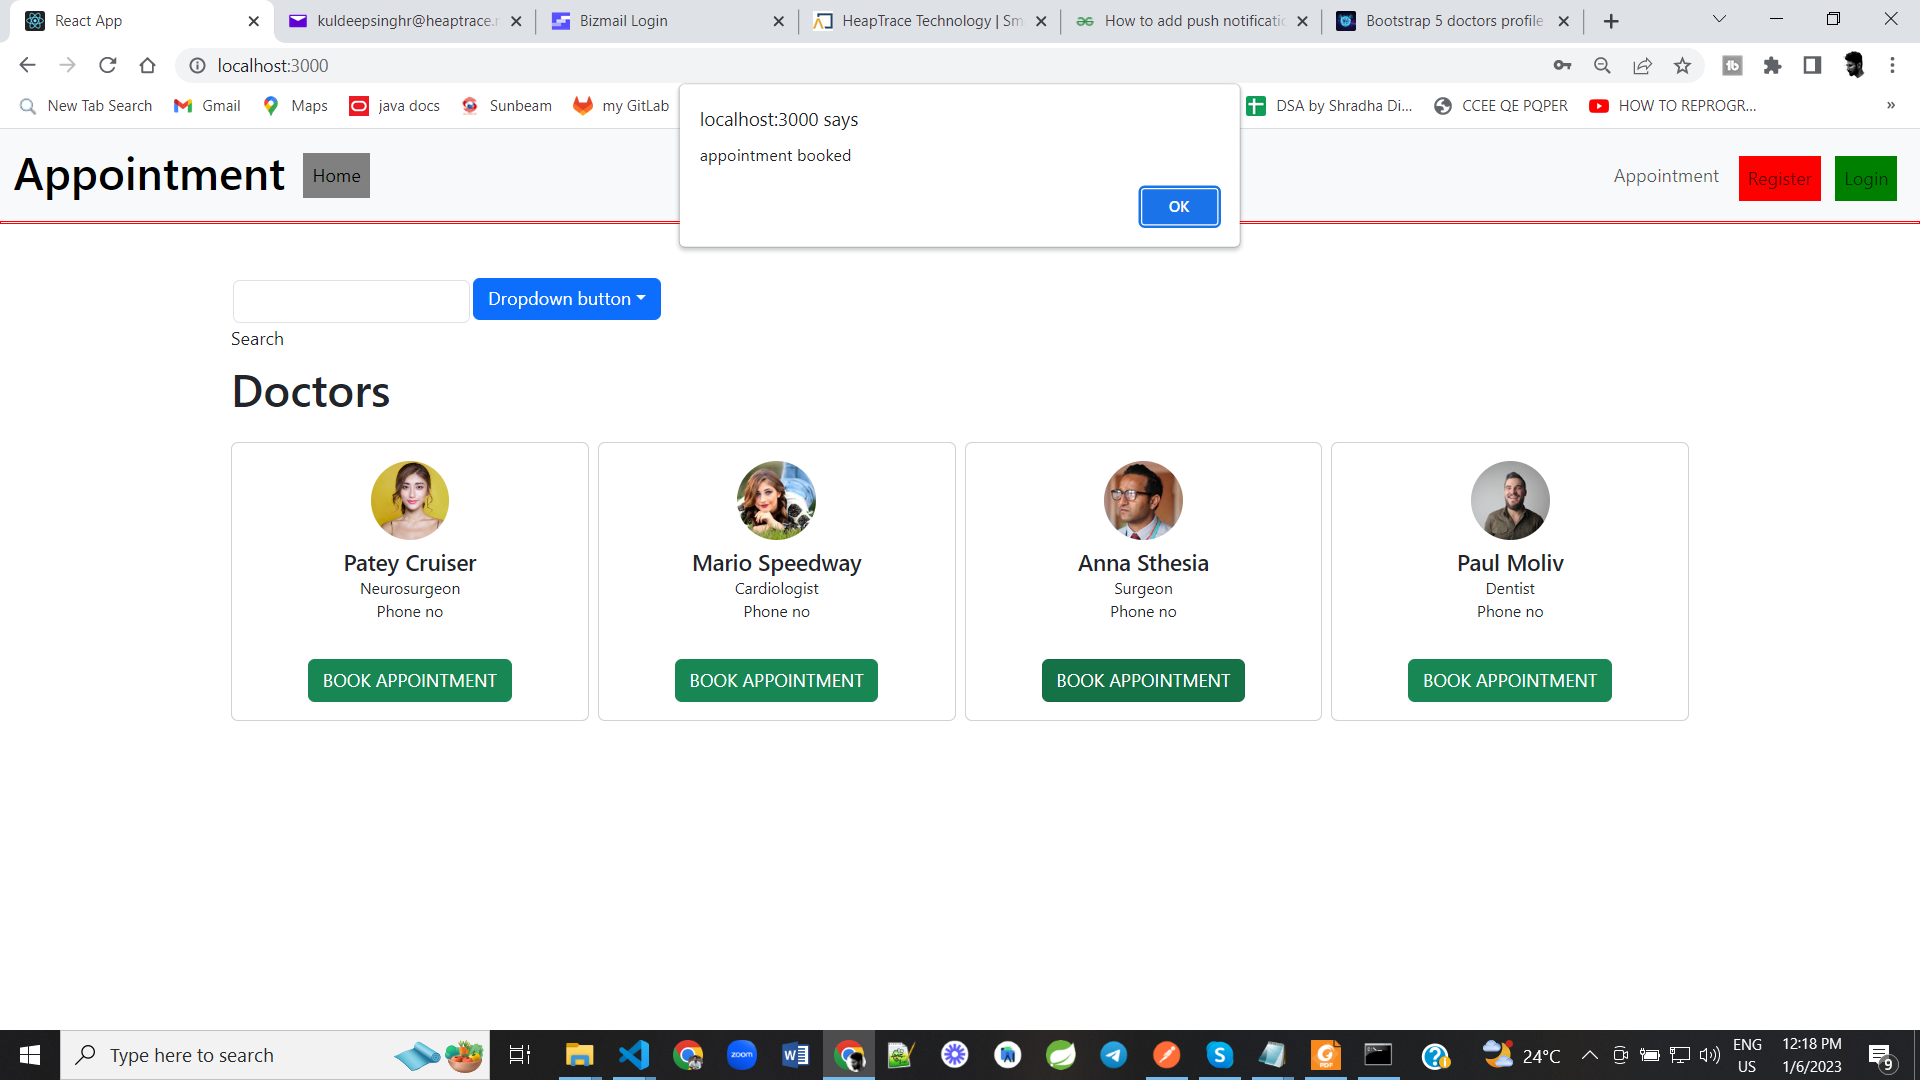 React App
kuldeepsinghr@heaptrace.
Bizmail Login
HeapTrace Technology | Sm
How to add push notificati
Bootstrap 5 doctors profile
localhost:3000
New Tab Search
Gmail
Maps
java docs
Sunbeam
my GitLab
DSA by Shradha Di...
CCEE QE PQPER
HOW TO REPROGR...
»
localhost:3000 says
appointment booked
OK
Appointment
Home
Appointment
Register
Login
Dropdown button
Search
Doctors
Patey Cruiser
Neurosurgeon
Phone no
BOOK APPOINTMENT
Mario Speedway
Cardiologist
Phone no
BOOK APPOINTMENT
Anna Sthesia
Surgeon
Phone no
BOOK APPOINTMENT
Paul Moliv
Dentist
Phone no
BOOK APPOINTMENT
Type here to search
zoom
24°C
ENG
US
12:18 PM
1/6/2023
9